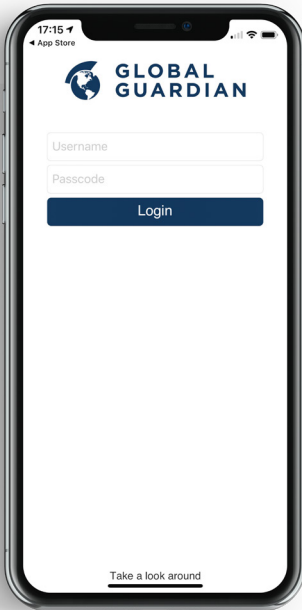 17:15
◀ App Store
GLOBAL
GUARDIAN
Username
Passcode
Login
Take a look around